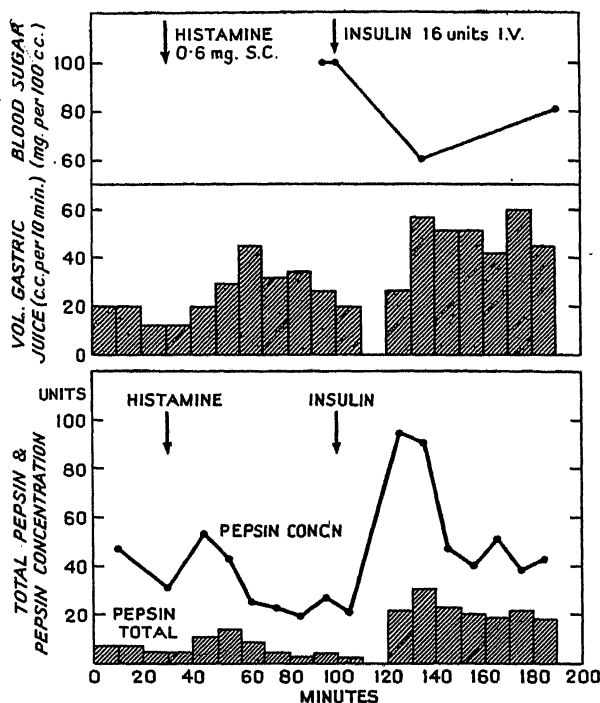 HISTAMINE
0·6 mg. S.C.
INSULIN 16 units I.V.
BLOOD SUGAR
(mg. per 100 c.c.)
100
80
60
VOL. GASTRIC
JUICE (c.c. per 10 min.)
60
40
20
0
UNITS
HISTAMINE
INSULIN
TOTAL PEPSIN &
PEPSIN CONCENTRATION
100
80
60
40
20
PEPSIN CONC'N
PEPSIN
TOTAL
0 20 40 60 80 100 120 140 160 180 200
MINUTES